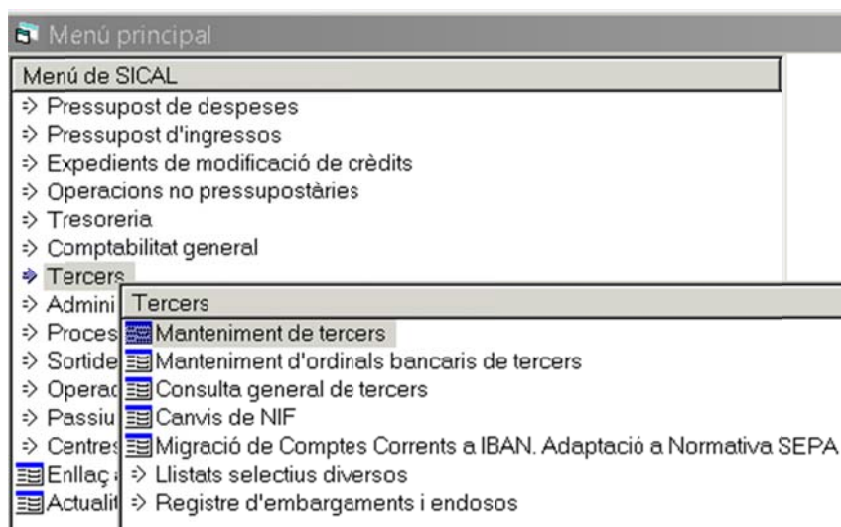 Menú principal
Menú de SICAL
Pressupost de despeses
Pressupost d'ingressos
Expedients de modificació de crèdits
Operacions no pressupostàries
Tresoreria
Comptabilitat general
Tercers
Admini
Proces
Sortide
Operac
Passiu
Centres
Enllaç
Actualit
Tercers
Manteniment de tercers
Manteniment d'ordinals bancaris de tercers
Consulta general de tercers
Canvis de NIF
Migració de Comptes Corrents a IBAN. Adaptació a Normativa SEPA
Llistats selectius diversos
Registre d'embargaments i endosos